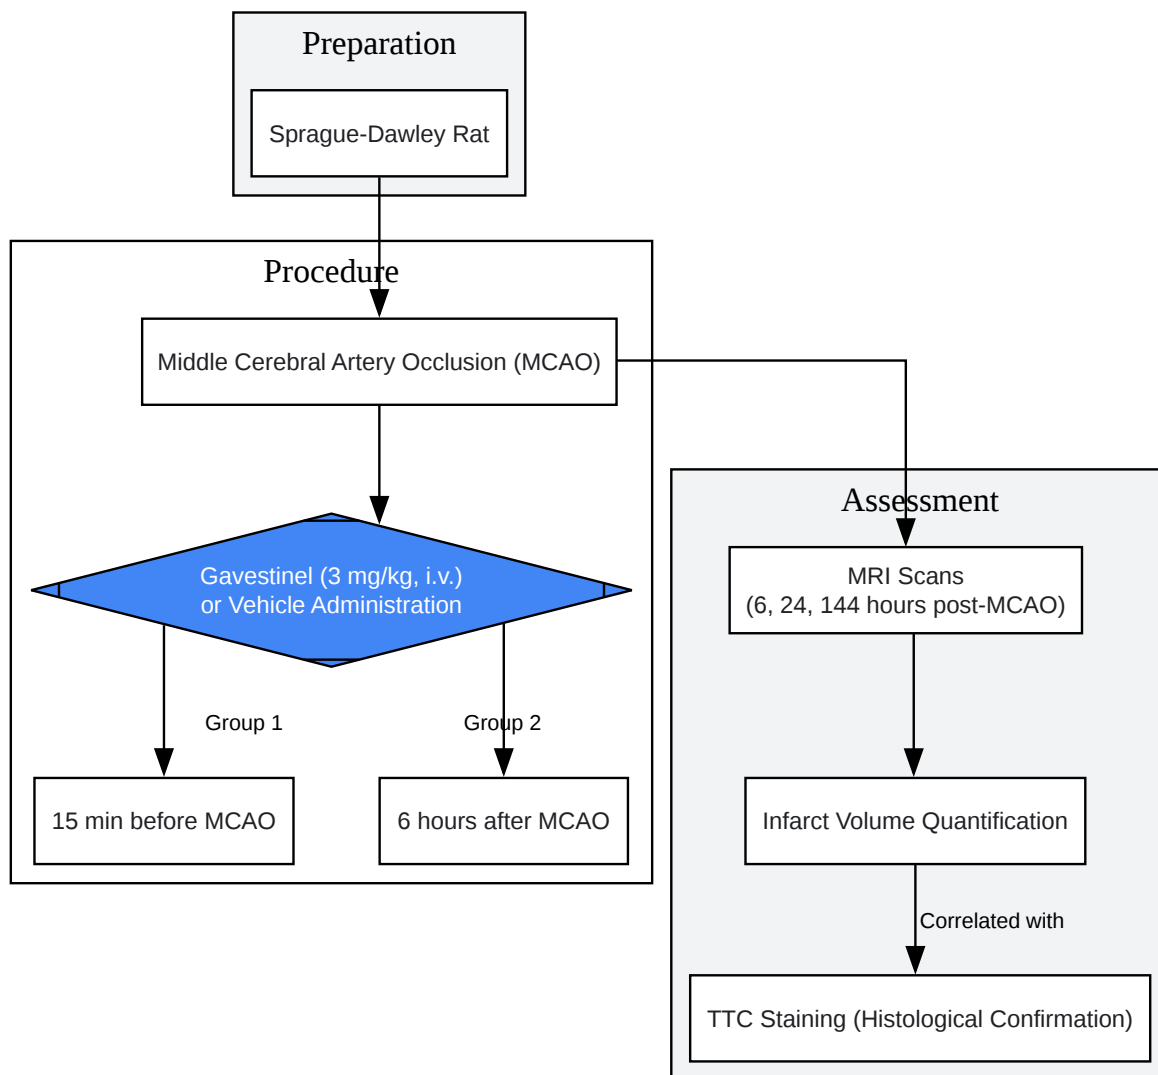 Preparation
Sprague-Dawley Rat
Procedure
Middle Cerebral Artery Occlusion (MCAO)
Gavestinel (3 mg/kg, i.v.)
or Vehicle Administration
Group 1
Group 2
15 min before MCAO
6 hours after MCAO
Assessment
MRI Scans
(6, 24, 144 hours post-MCAO)
Infarct Volume Quantification
Correlated with
TTC Staining (Histological Confirmation)